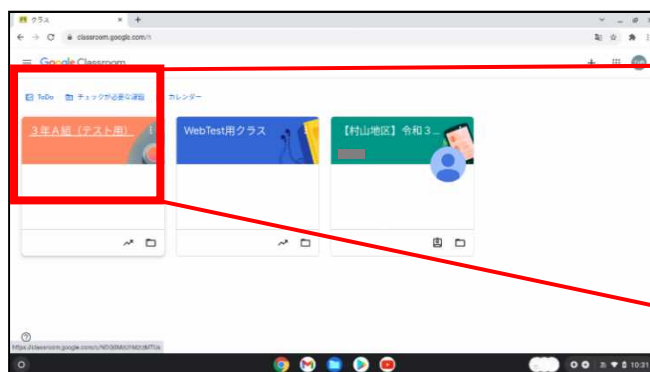 クラス
classroom.google.com
Google Classroom
ToDo チェックが必要な課題 カレンダー
3年A組（テスト用） WebTest用クラス 【村山地区】令和３...
10:31